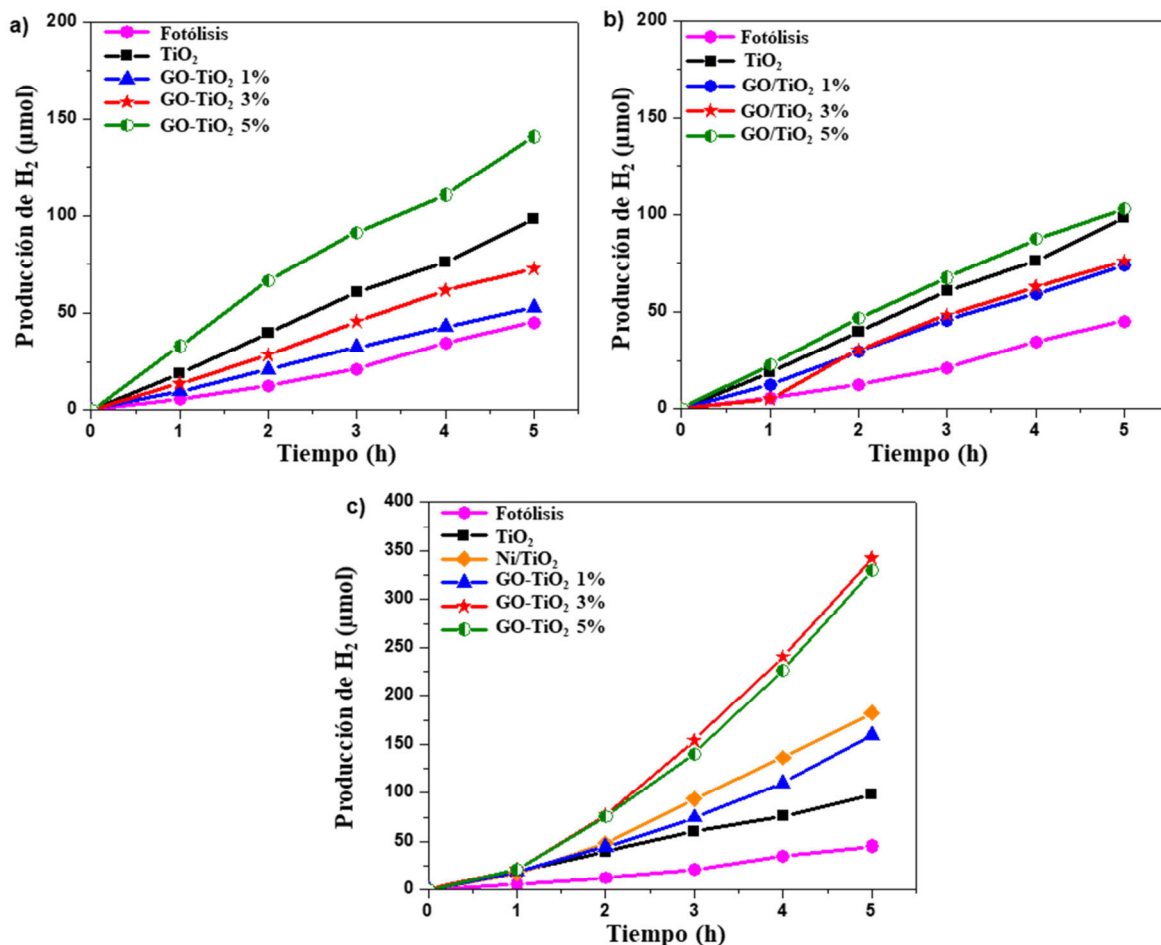 a)
Producción de H₂ (µmol)
200
150
100
50
0
Fotólisis
TiO₂
GO-TiO₂ 1%
GO-TiO₂ 3%
GO-TiO₂ 5%
0 1 2 3 4 5
Tiempo (h)
b)
Producción de H₂ (µmol)
200
150
100
50
0
Fotólisis
TiO₂
GO/TiO₂ 1%
GO/TiO₂ 3%
GO/TiO₂ 5%
0 1 2 3 4 5
Tiempo (h)
c)
Producción de H₂ (µmol)
400
350
300
250
200
150
100
50
0
Fotólisis
TiO₂
Ni/TiO₂
GO-TiO₂ 1%
GO-TiO₂ 3%
GO-TiO₂ 5%
0 1 2 3 4 5
Tiempo (h)